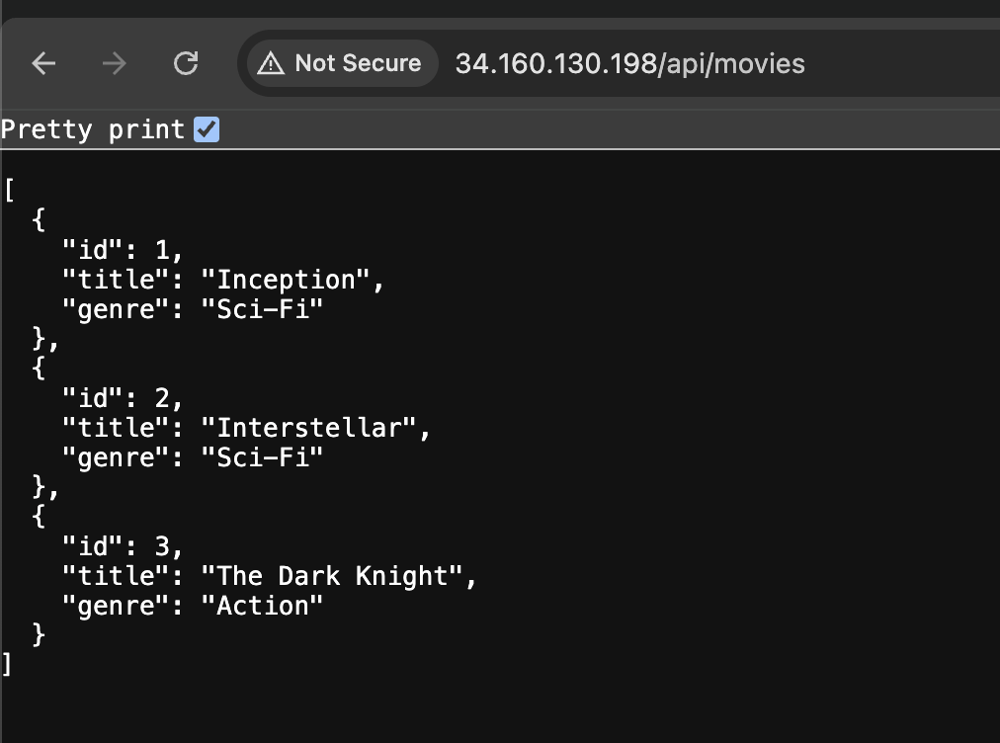 Not Secure 34.160.130.198/api/movies
Pretty print
[
  {
    "id": 1,
    "title": "Inception",
    "genre": "Sci-Fi"
  },
  {
    "id": 2,
    "title": "Interstellar",
    "genre": "Sci-Fi"
  },
  {
    "id": 3,
    "title": "The Dark Knight",
    "genre": "Action"
  }
]